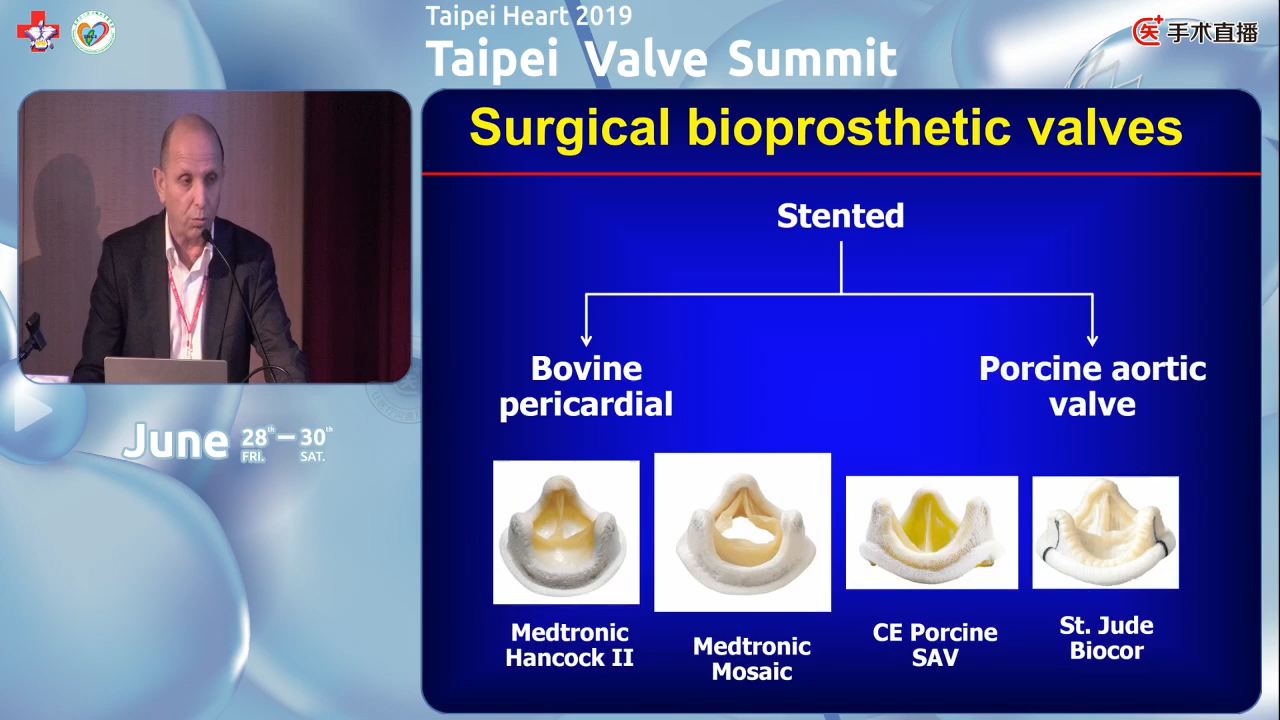 Taipei Heart 2019
Taipei Valve Summit
医 手术直播
June 28th — 30th
FRI. SAT.
Surgical bioprosthetic valves
Stented
Bovine
pericardial
Porcine aortic
valve
Medtronic
Hancock II
Medtronic
Mosaic
CE Porcine
SAV
St. Jude
Biocor